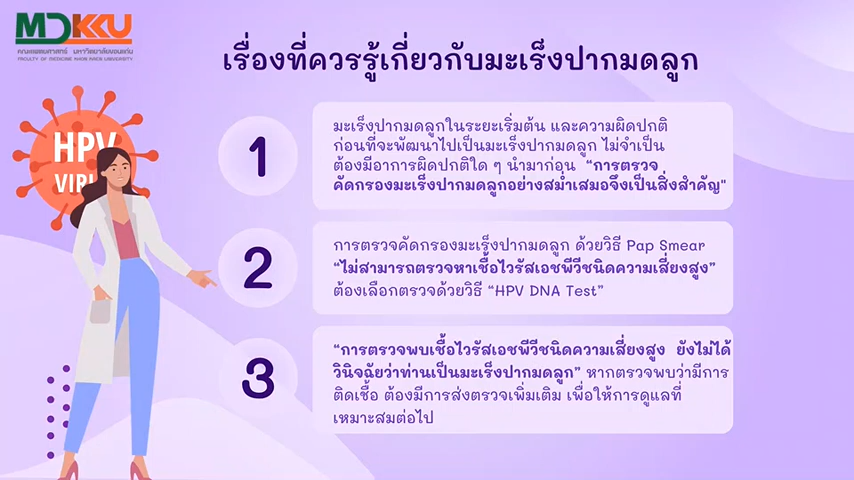 MDKKU
คณะแพทยศาสตร์ มหาวิทยาลัยขอนแก่น
FACULTY OF MEDICINE KHON KAEN UNIVERSITY
เรื่องที่ควรรู้เกี่ยวกับมะเร็งปากมดลูก
HPV
1
มะเร็งปากมดลูกในระยะเริ่มต้น และความผิดปกติ
ก่อนที่จะพัฒนาไปเป็นมะเร็งปากมดลูก ไม่จำเป็น
ต้องมีอาการผิดปกติใด ๆ นำมาก่อน “การตรวจ
คัดกรองมะเร็งปากมดลูกอย่างสม่ำเสมอจึงเป็นสิ่งสำคัญ"
2
การตรวจคัดกรองมะเร็งปากมดลูก ด้วยวิธี Pap Smear
“ไม่สามารถตรวจหาเชื้อไวรัสเอชพีวีชนิดความเสี่ยงสูง”
ต้องเลือกตรวจด้วยวิธี “HPV DNA Test”
3
“การตรวจพบเชื้อไวรัสเอชพีวีชนิดความเสี่ยงสูง ยังไม่ได้
วินิจฉัยว่าท่านเป็นมะเร็งปากมดลูก” หากตรวจพบว่ามีการ
ติดเชื้อ ต้องมีการส่งตรวจเพิ่มเติม เพื่อให้การดูแลที่
เหมาะสมต่อไป